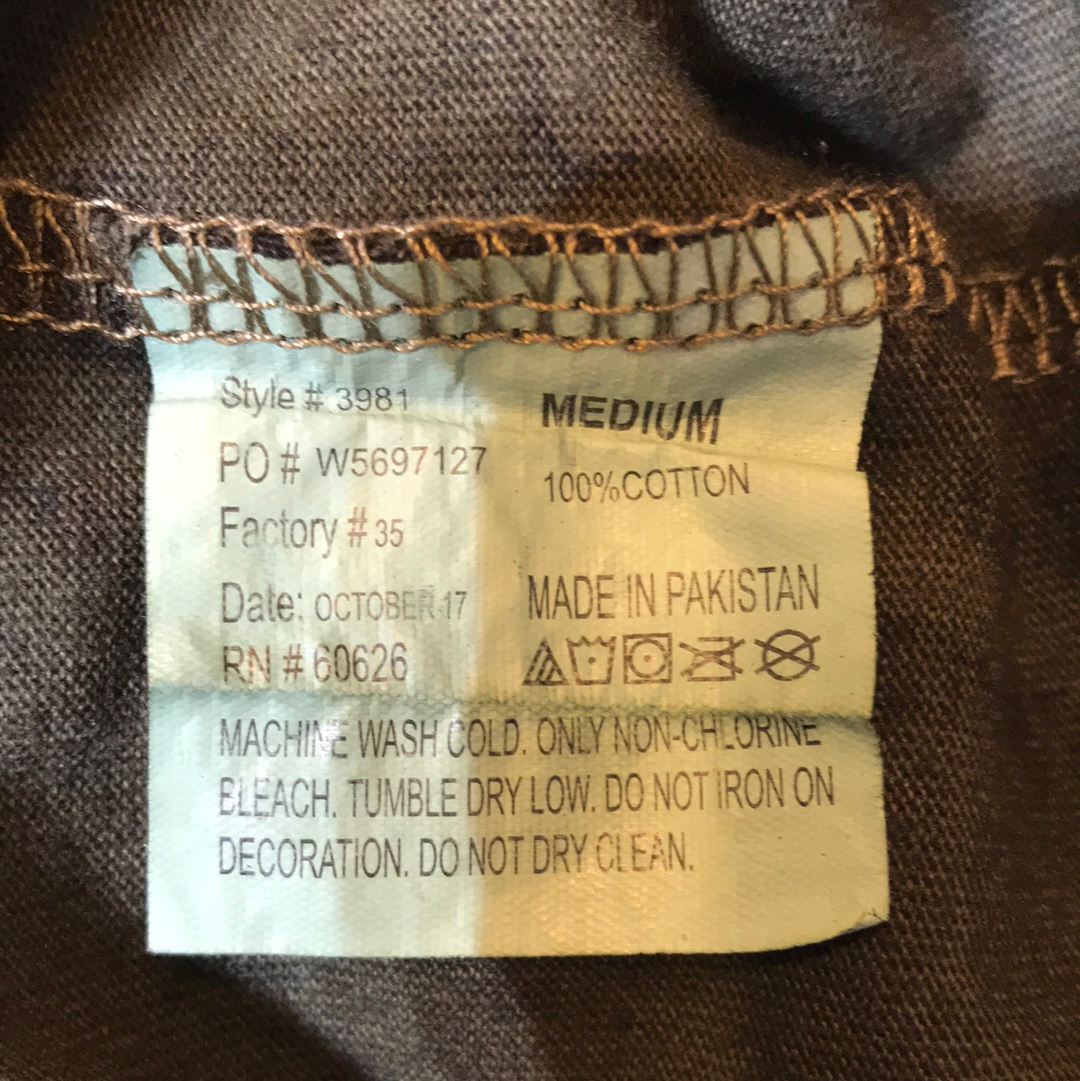 Style # 3981
PO # W5697127
Factory # 35
Date: OCTOBER 17
RN # 60626
MEDIUM
100%COTTON
MADE IN PAKISTAN
MACHINE WASH COLD. ONLY NON-CHLORINE
BLEACH. TUMBLE DRY LOW. DO NOT IRON ON
DECORATION. DO NOT DRY CLEAN.